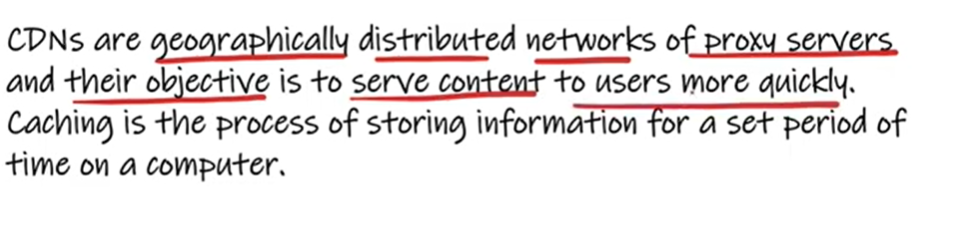 CDNs are geographically distributed networks of proxy servers
and their objective is to serve content to users more quickly.
Caching is the process of storing information for a set period of
time on a computer.